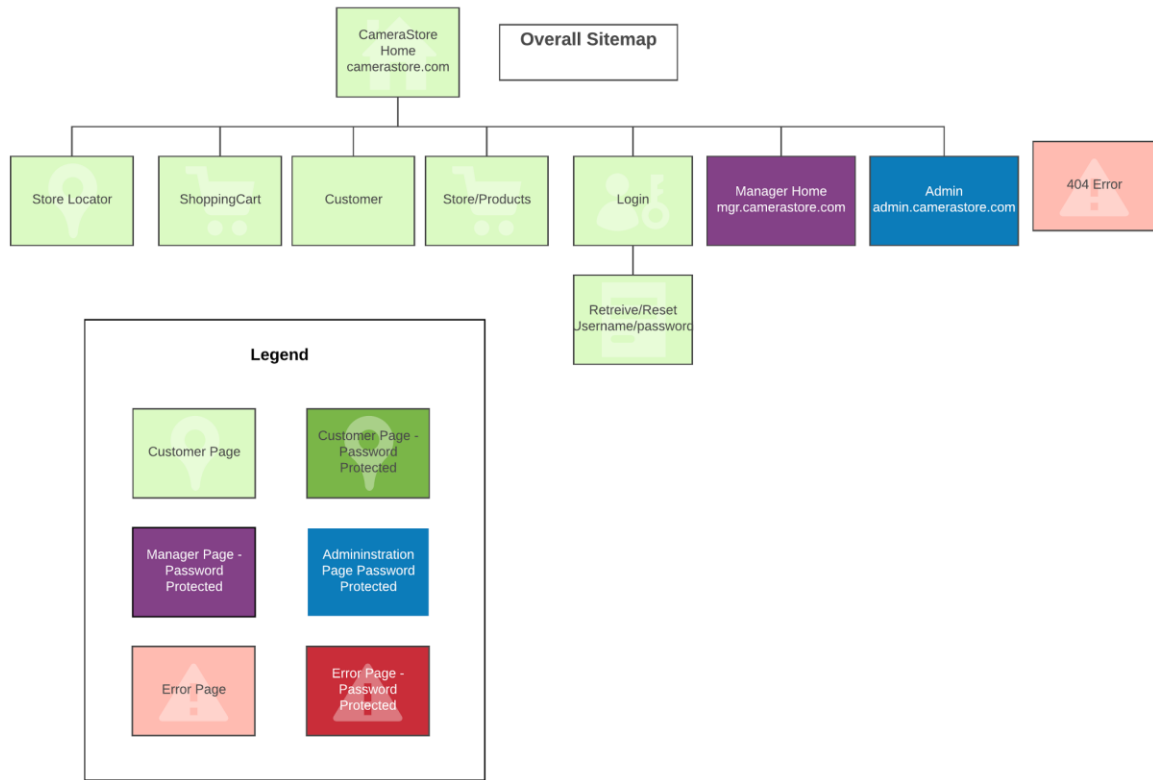 CameraStore
Home
camerastore.com
Overall Sitemap
Store Locator
ShoppingCart
Customer
Store/Products
Login
Manager Home
mgr.camerastore.com
Admin
admin.camerastore.com
404 Error
Retreive/Reset
Username/password
Legend
Customer Page
Customer Page -
Password
Protected
Manager Page -
Password
Protected
Admininstration
Page Password
Protected
Error Page
Error Page -
Password
Protected